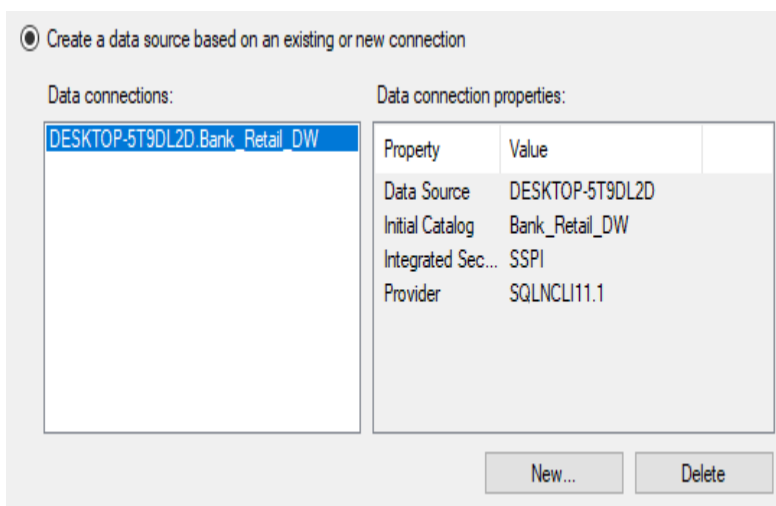 Create a data source based on an existing or new connection
Data connections:
DESKTOP-5T9DL2D.Bank_Retail_DW
Data connection properties:
Property Value
Data Source DESKTOP-5T9DL2D
Initial Catalog Bank_Retail_DW
Integrated Sec... SSPI
Provider SQLNCLI11.1
New... Delete